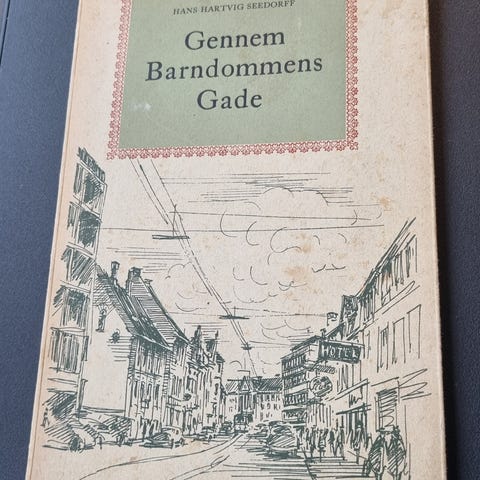 HANS HARTVIG SEEDORFF
Gennem
Barndommens
Gade
HOTEL